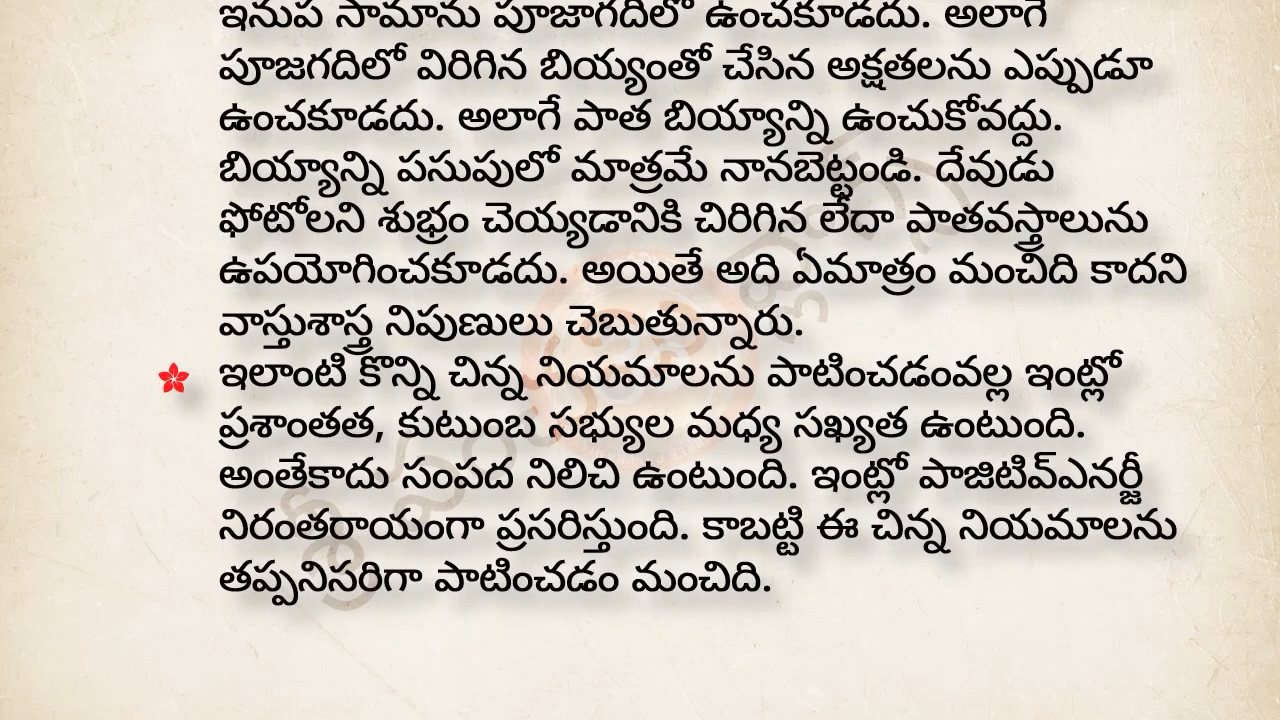 ఇనుప సామాను పూజాగదిలో ఉంచకూడదు. అలాగే
పూజగదిలో విరిగిన బియ్యంతో చేసిన అక్షతలను ఎప్పుడూ
ఉంచకూడదు. అలాగే పాత బియ్యాన్ని ఉంచుకోవద్దు.
బియ్యాన్ని పసుపులో మాత్రమే నానబెట్టండి. దేవుడు
ఫోటోలని శుభ్రం చెయ్యడానికి చిరిగిన లేదా పాతవస్త్రాలును
ఉపయోగించకూడదు. అయితే అది ఏమాత్రం మంచిది కాదని
వాస్తుశాస్త్ర నిపుణులు చెబుతున్నారు.
ఇలాంటి కొన్ని చిన్న నియమాలను పాటించడంవల్ల ఇంట్లో
ప్రశాంతత, కుటుంబ సభ్యుల మధ్య సఖ్యత ఉంటుంది.
అంతేకాదు సంపద నిలిచి ఉంటుంది. ఇంట్లో పాజిటివ్ఎనర్జీ
నిరంతరాయంగా ప్రసరిస్తుంది. కాబట్టి ఈ చిన్న నియమాలను
తప్పనిసరిగా పాటించడం మంచిది.